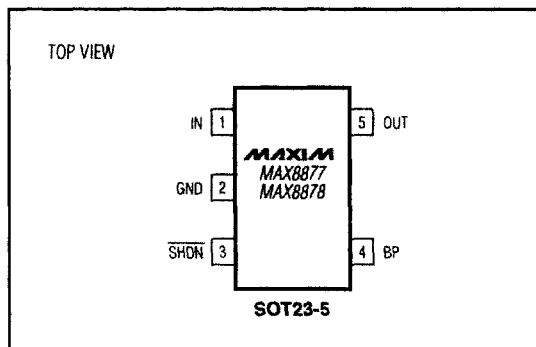 TOP VIEW
IN 1
5 OUT
MAXIM
MAX8877
MAX8878
GND 2
SHDN 3
4 BP
SOT23-5